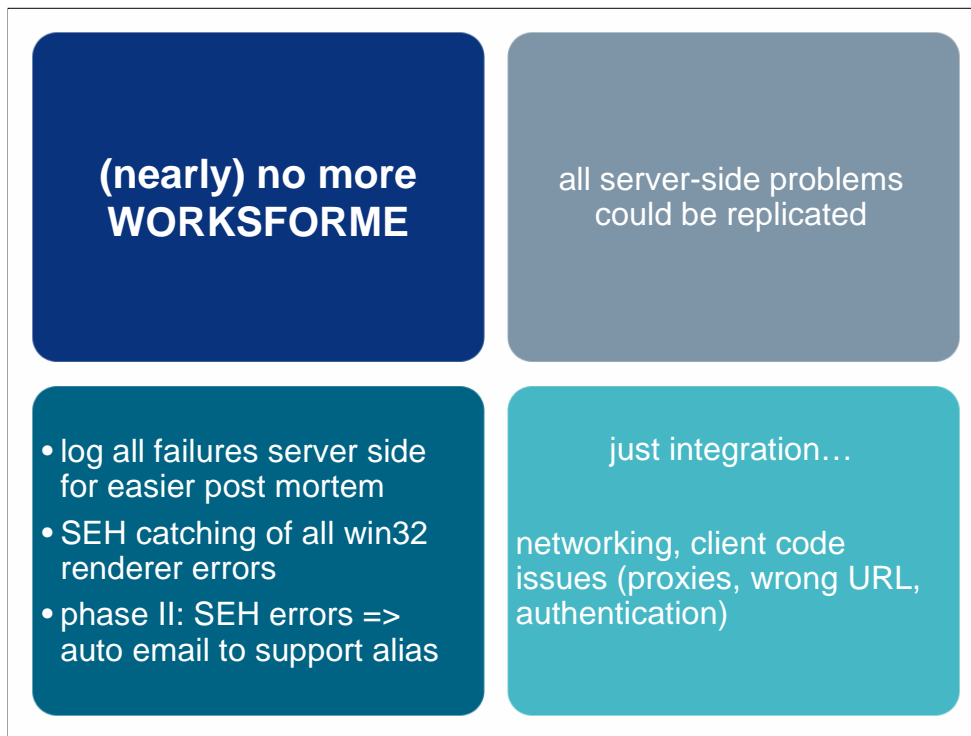 (nearly) no more
WORKSFORME
all server-side problems
could be replicated
• log all failures server side
for easier post mortem
• SEH catching of all win32
renderer errors
• phase II: SEH errors =>
auto email to support alias
just integration…
networking, client code
issues (proxies, wrong URL,
authentication)